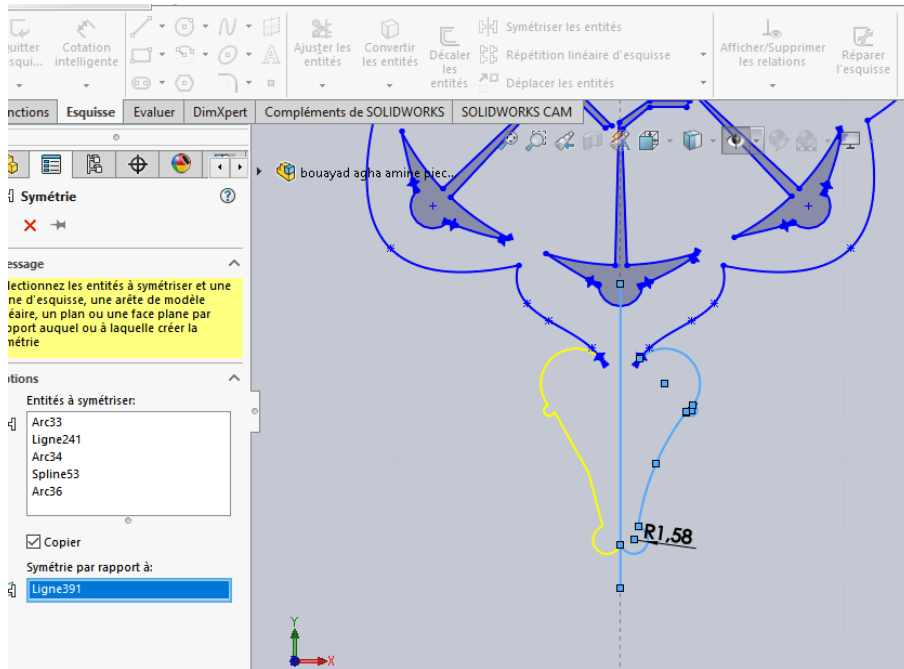 uitter
esqui...
Cotation
intelligente
Ajuster les
entités
Convertir
les entités
Décaler
les
entités
Symétriser les entités
Répétition linéaire d'esquisse
Déplacer les entités
Afficher/Supprimer
les relations
Réparer
l'esquisse
nctions
Esquisse
Evaluer
DimXpert
Compléments de SOLIDWORKS
SOLIDWORKS CAM
bouayad agha amine piec...
Symétrie
essage
lectionnez les entités à symétriser et une
ne d'esquisse, une arête de modèle
éaire, un plan ou une face plane par
pport auquel ou à laquelle créer la
métrie
ptions
Entités à symétriser:
Arc33
Ligne241
Arc34
Spline53
Arc36
Copier
Symétrie par rapport à:
Ligne391
R1,58
Y
X